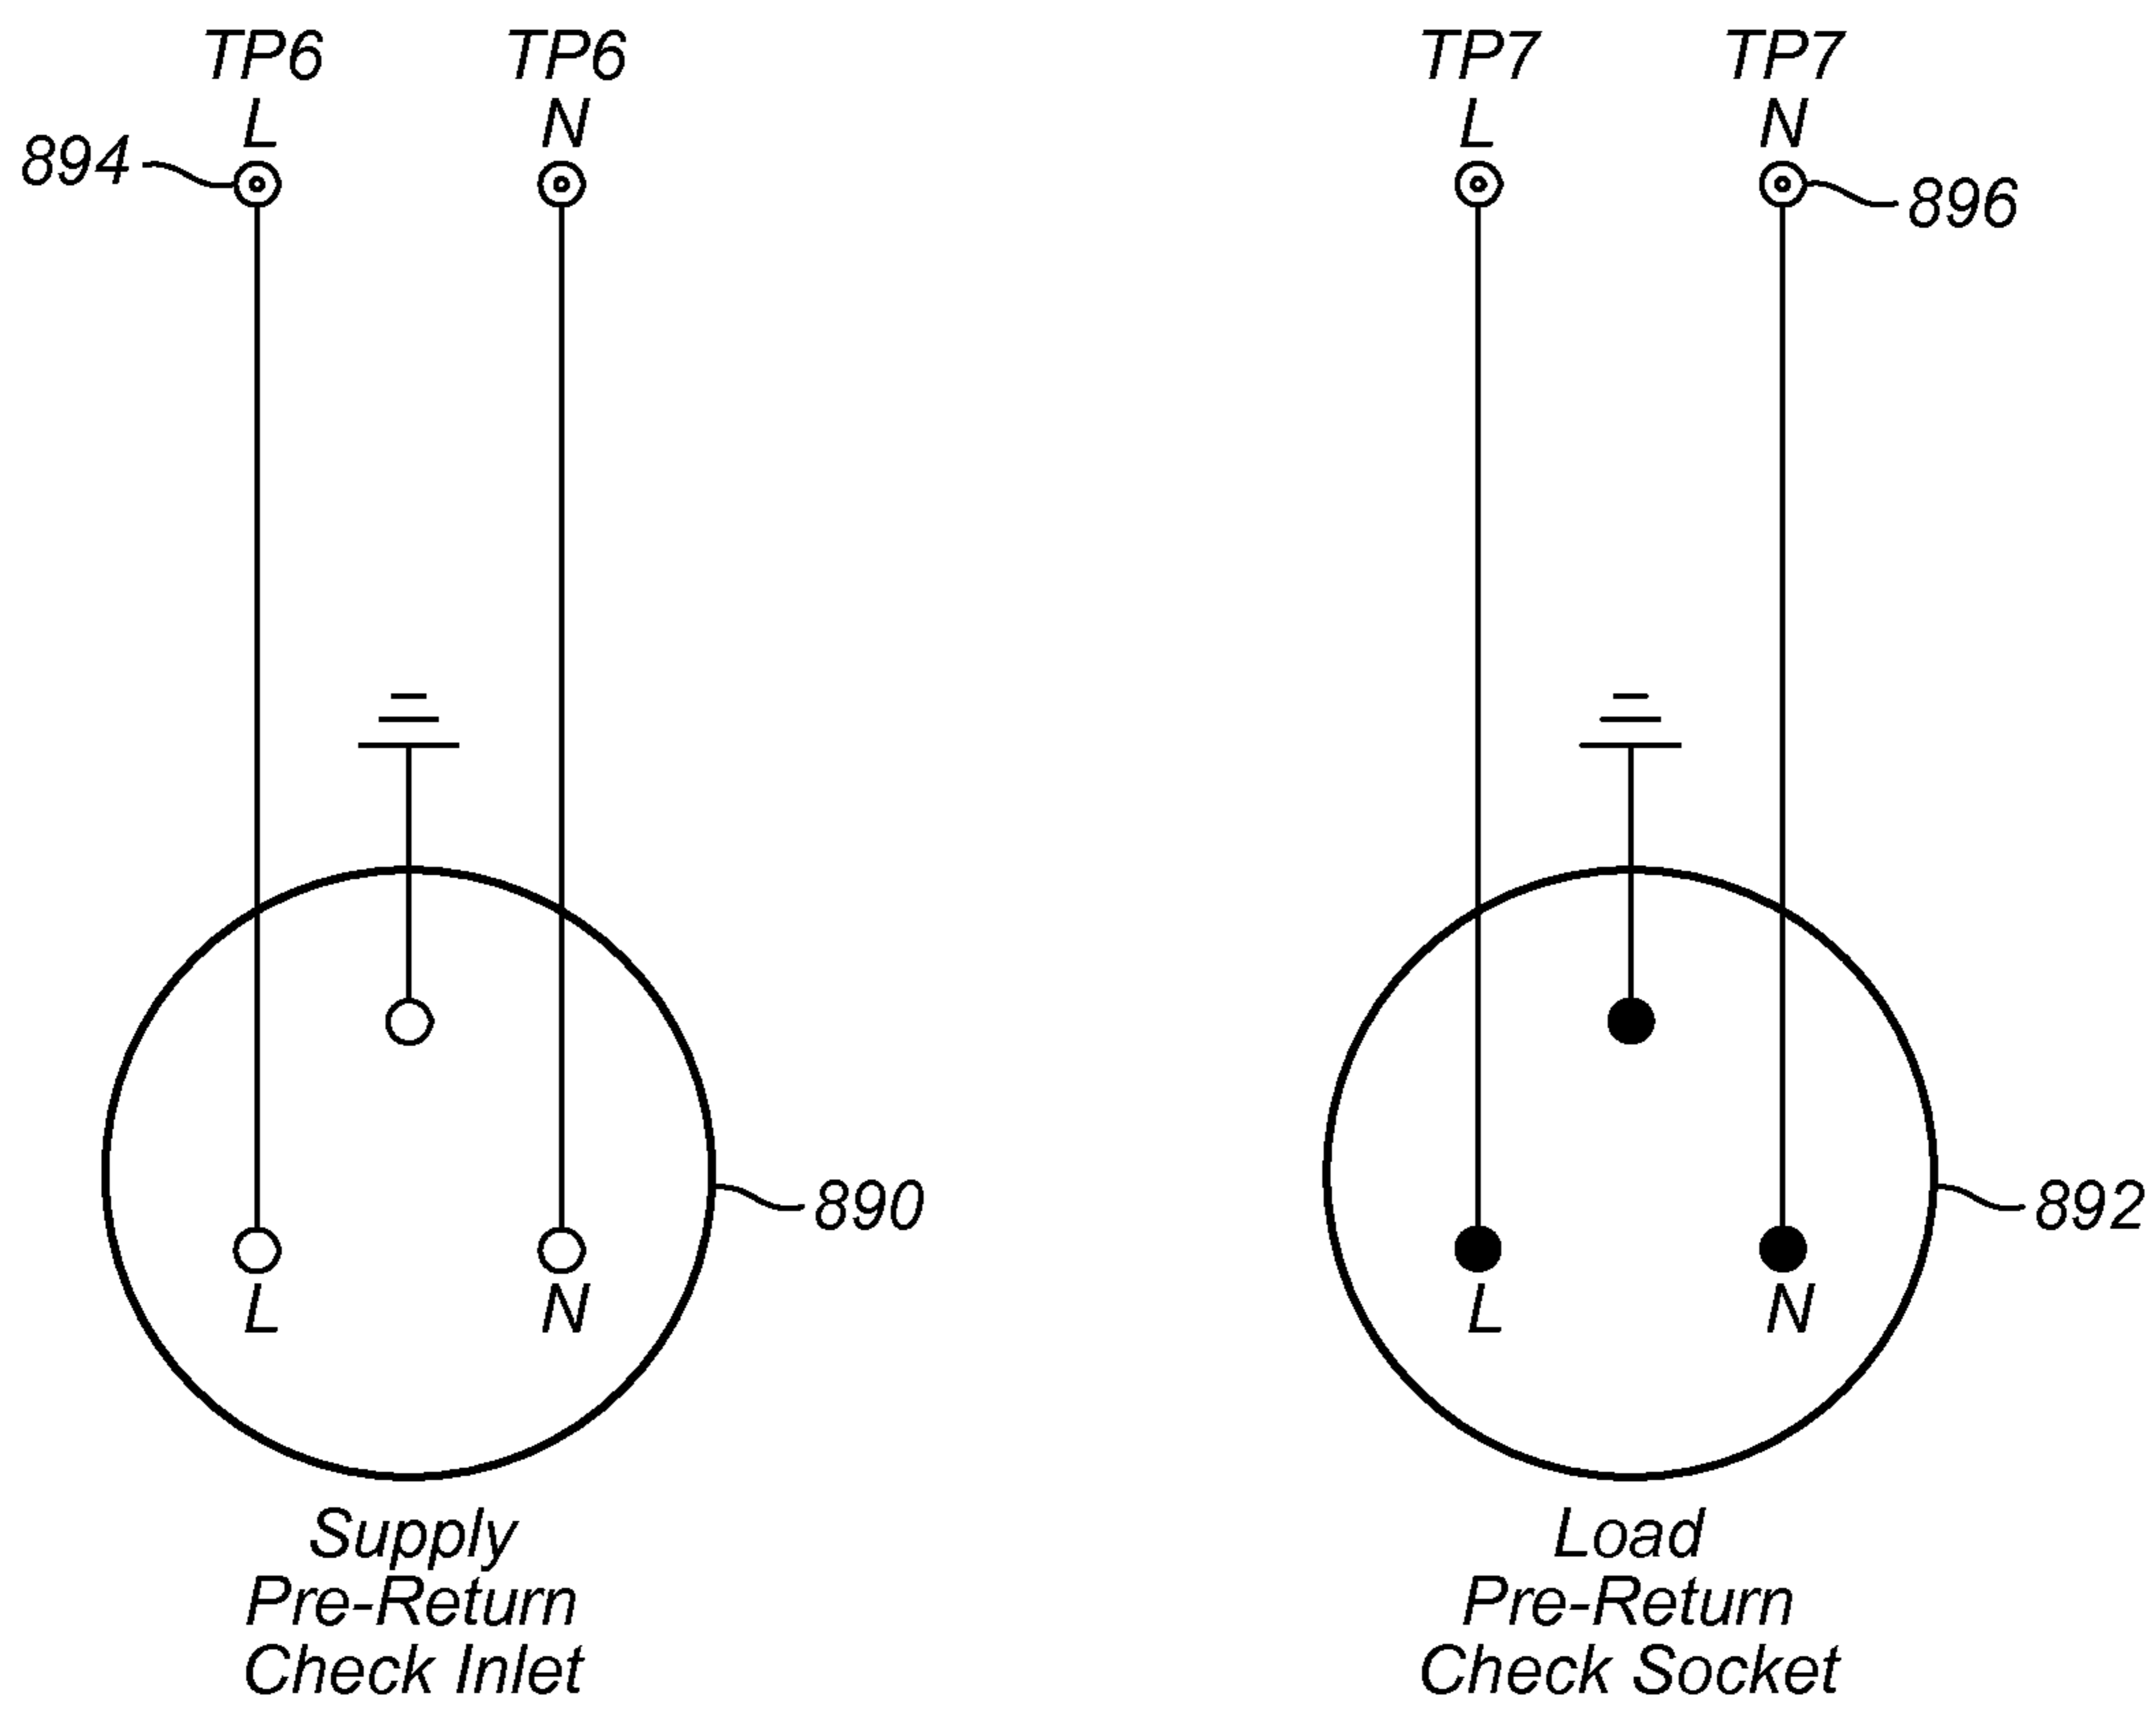 TP6 TP6 TP7 TP7
L N L N
894 896
890 892
L N L N
Supply
Pre-Return
Check Inlet
Load
Pre-Return
Check Socket